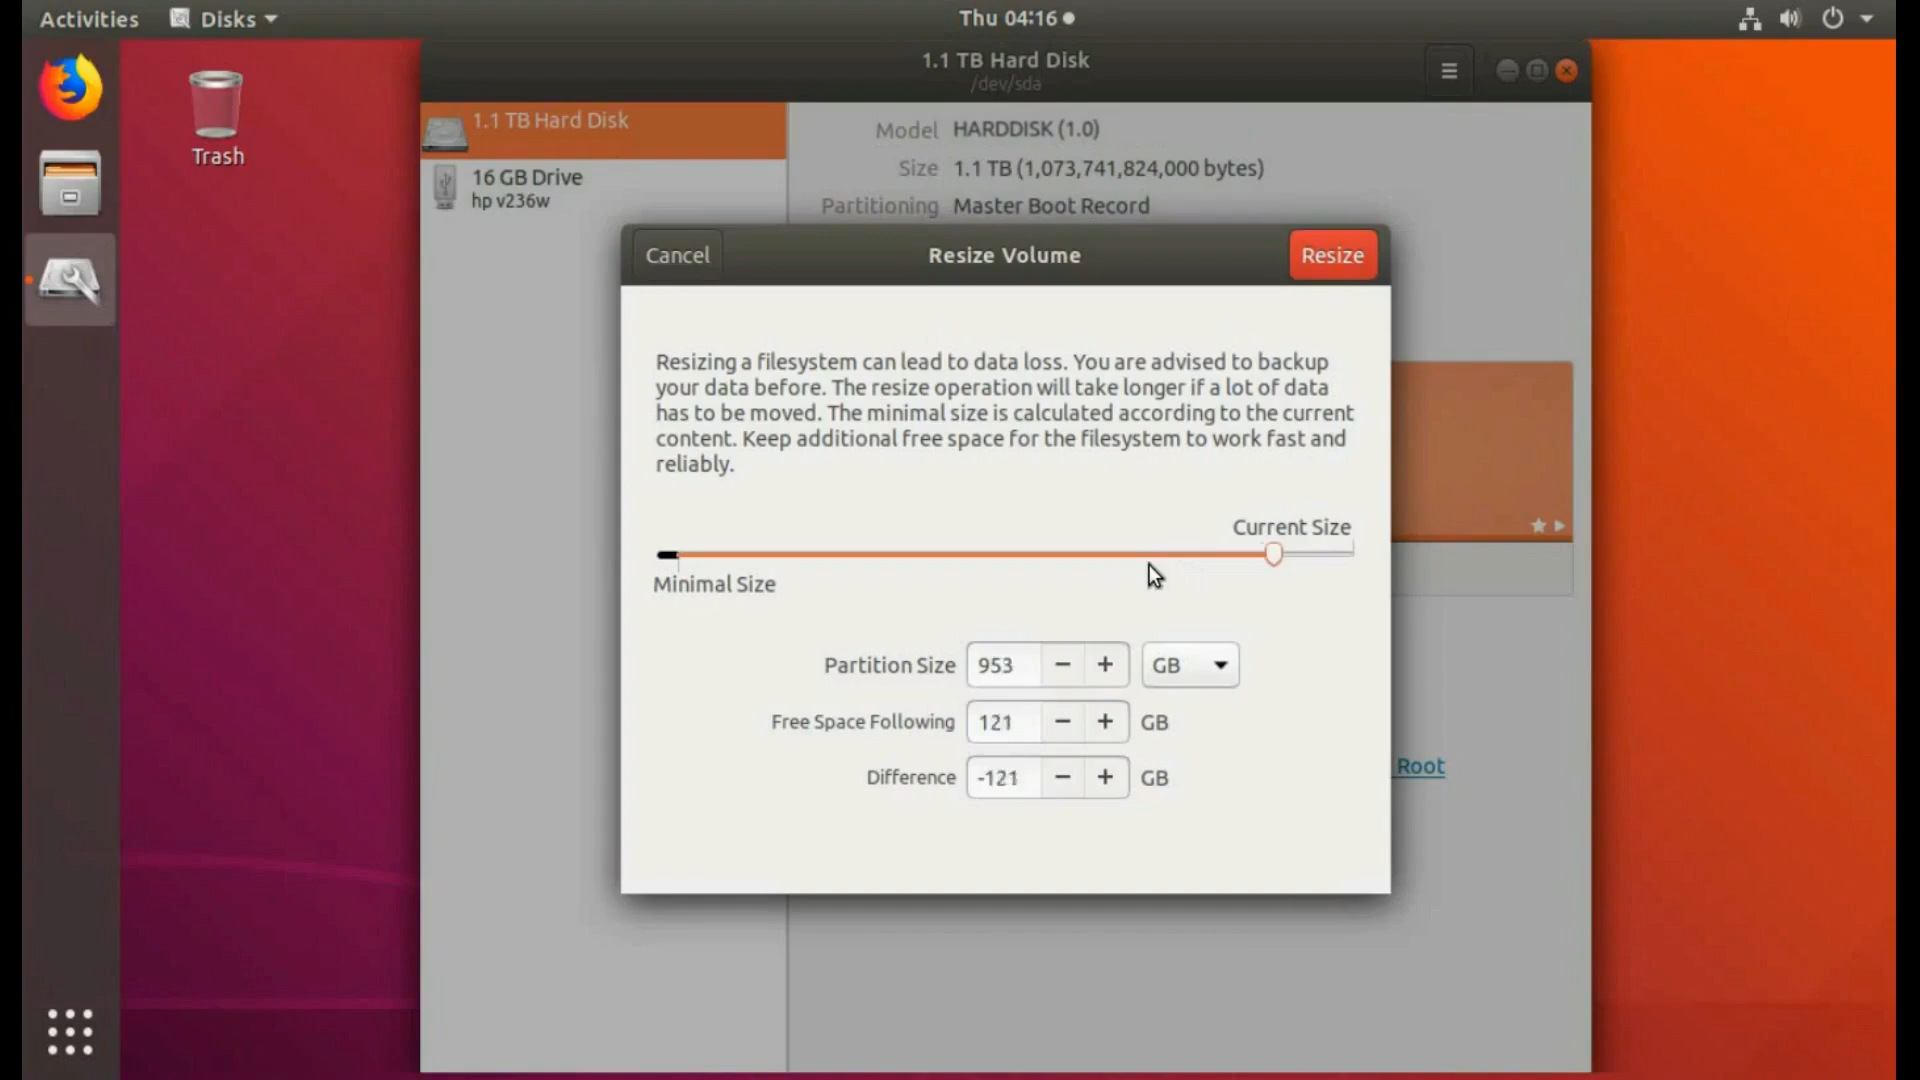 Activities
Disks
Thu 04:16
1.1 TB Hard Disk
/dev/sda
Trash
1.1 TB Hard Disk
16 GB Drive
hp v236w
Model HARDDISK (1.0)
Size 1.1 TB (1,073,741,824,000 bytes)
Partitioning Master Boot Record
Cancel
Resize Volume
Resize
Resizing a filesystem can lead to data loss. You are advised to backup
your data before. The resize operation will take longer if a lot of data
has to be moved. The minimal size is calculated according to the current
content. Keep additional free space for the filesystem to work fast and
reliably.
Current Size
Minimal Size
Partition Size 953 − + GB
Free Space Following 121 − + GB
Difference -121 − + GB
Root